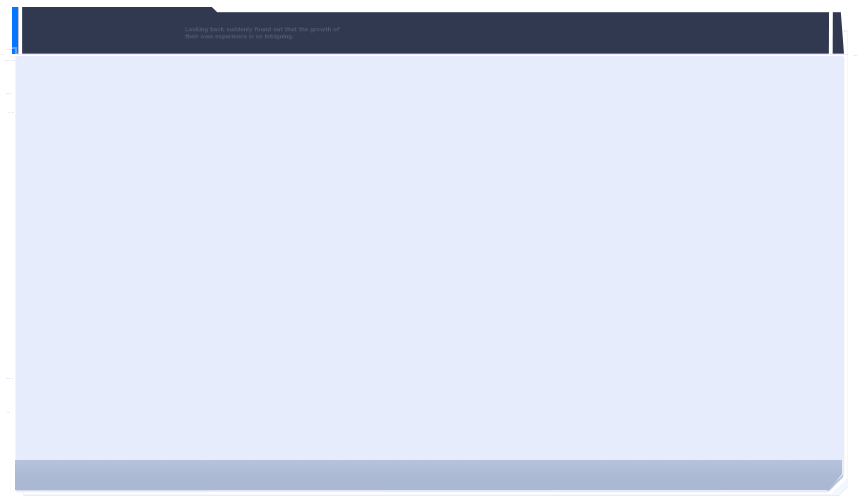 Looking back suddenly found out that the growth of
their own experience is so intriguing.